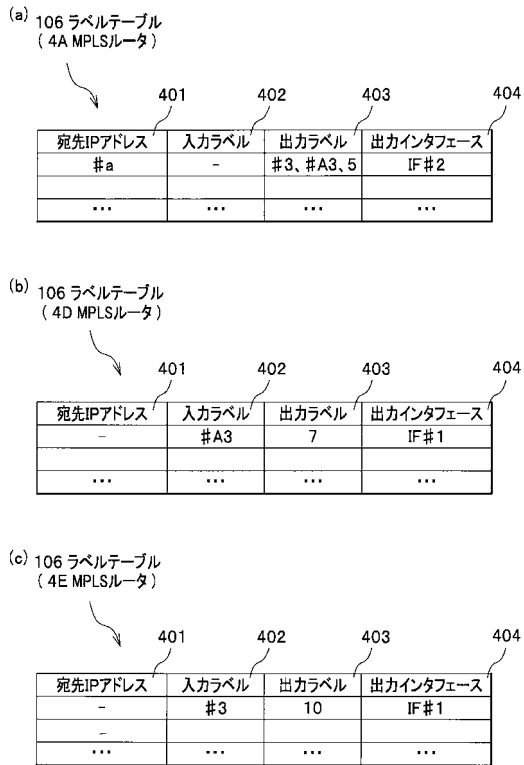 (a) 106 ラベルテーブル
( 4A MPLSルータ )
401 402 403 404
宛先IPアドレス 入力ラベル 出力ラベル 出力インタフェース
#a - #3、#A3、5 IF#2
… … … …
(b) 106 ラベルテーブル
( 4D MPLSルータ )
401 402 403 404
宛先IPアドレス 入力ラベル 出力ラベル 出力インタフェース
- #A3 7 IF#1
… … … …
(c) 106 ラベルテーブル
( 4E MPLSルータ )
401 402 403 404
宛先IPアドレス 入力ラベル 出力ラベル 出力インタフェース
- #3 10 IF#1
-
… … … …